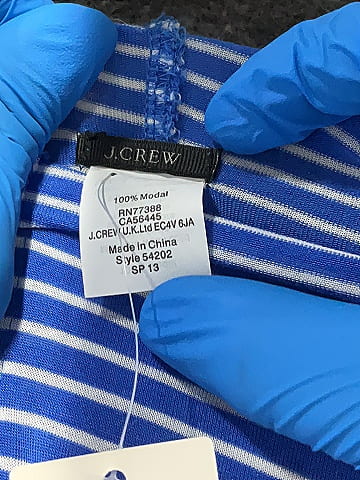 J.CREW
100% Modal
RN77388
CA56445
J.CREW U.K.Ltd EC4V 6JA
Made in China
Style 54202
SP 13